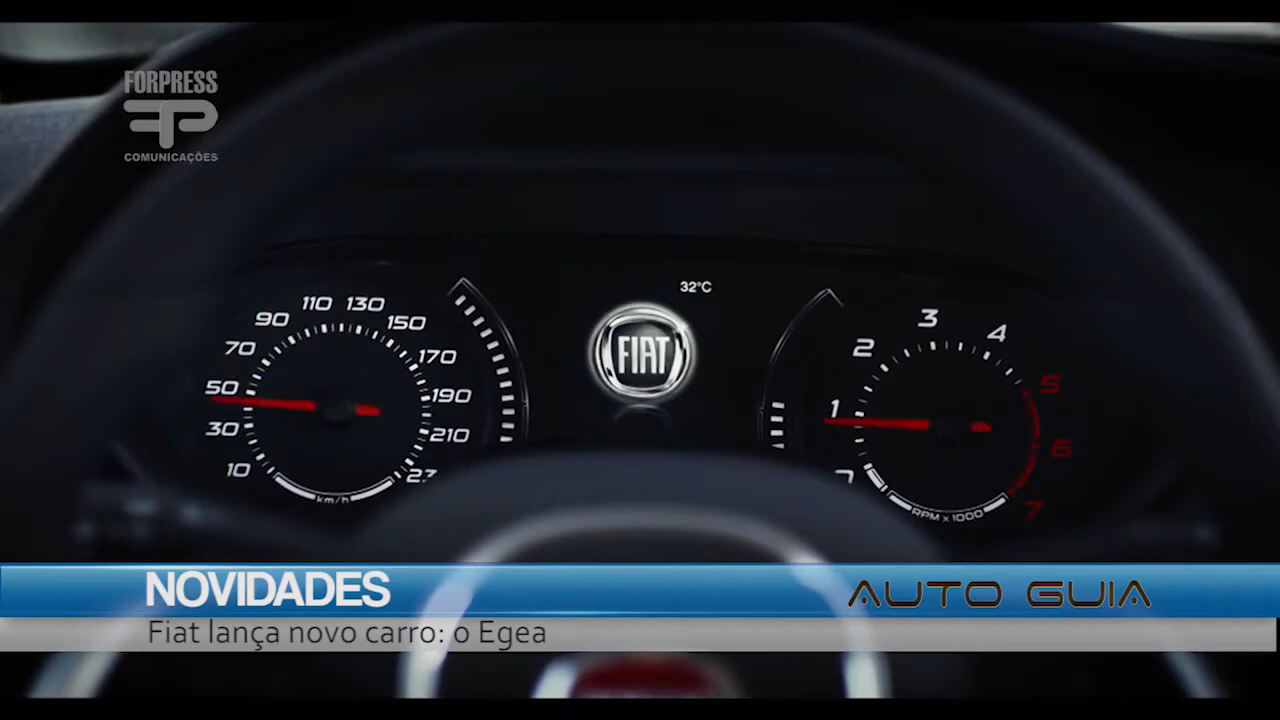 FORPRESS
FP
COMUNICAÇÕES
32°C
FIAT
10
30
50
70
90
110
130
150
170
190
210
km/h
1
2
3
4
5
6
7
RPM x 1000
NOVIDADES
AUTO GUIA
Fiat lança novo carro: o Egea